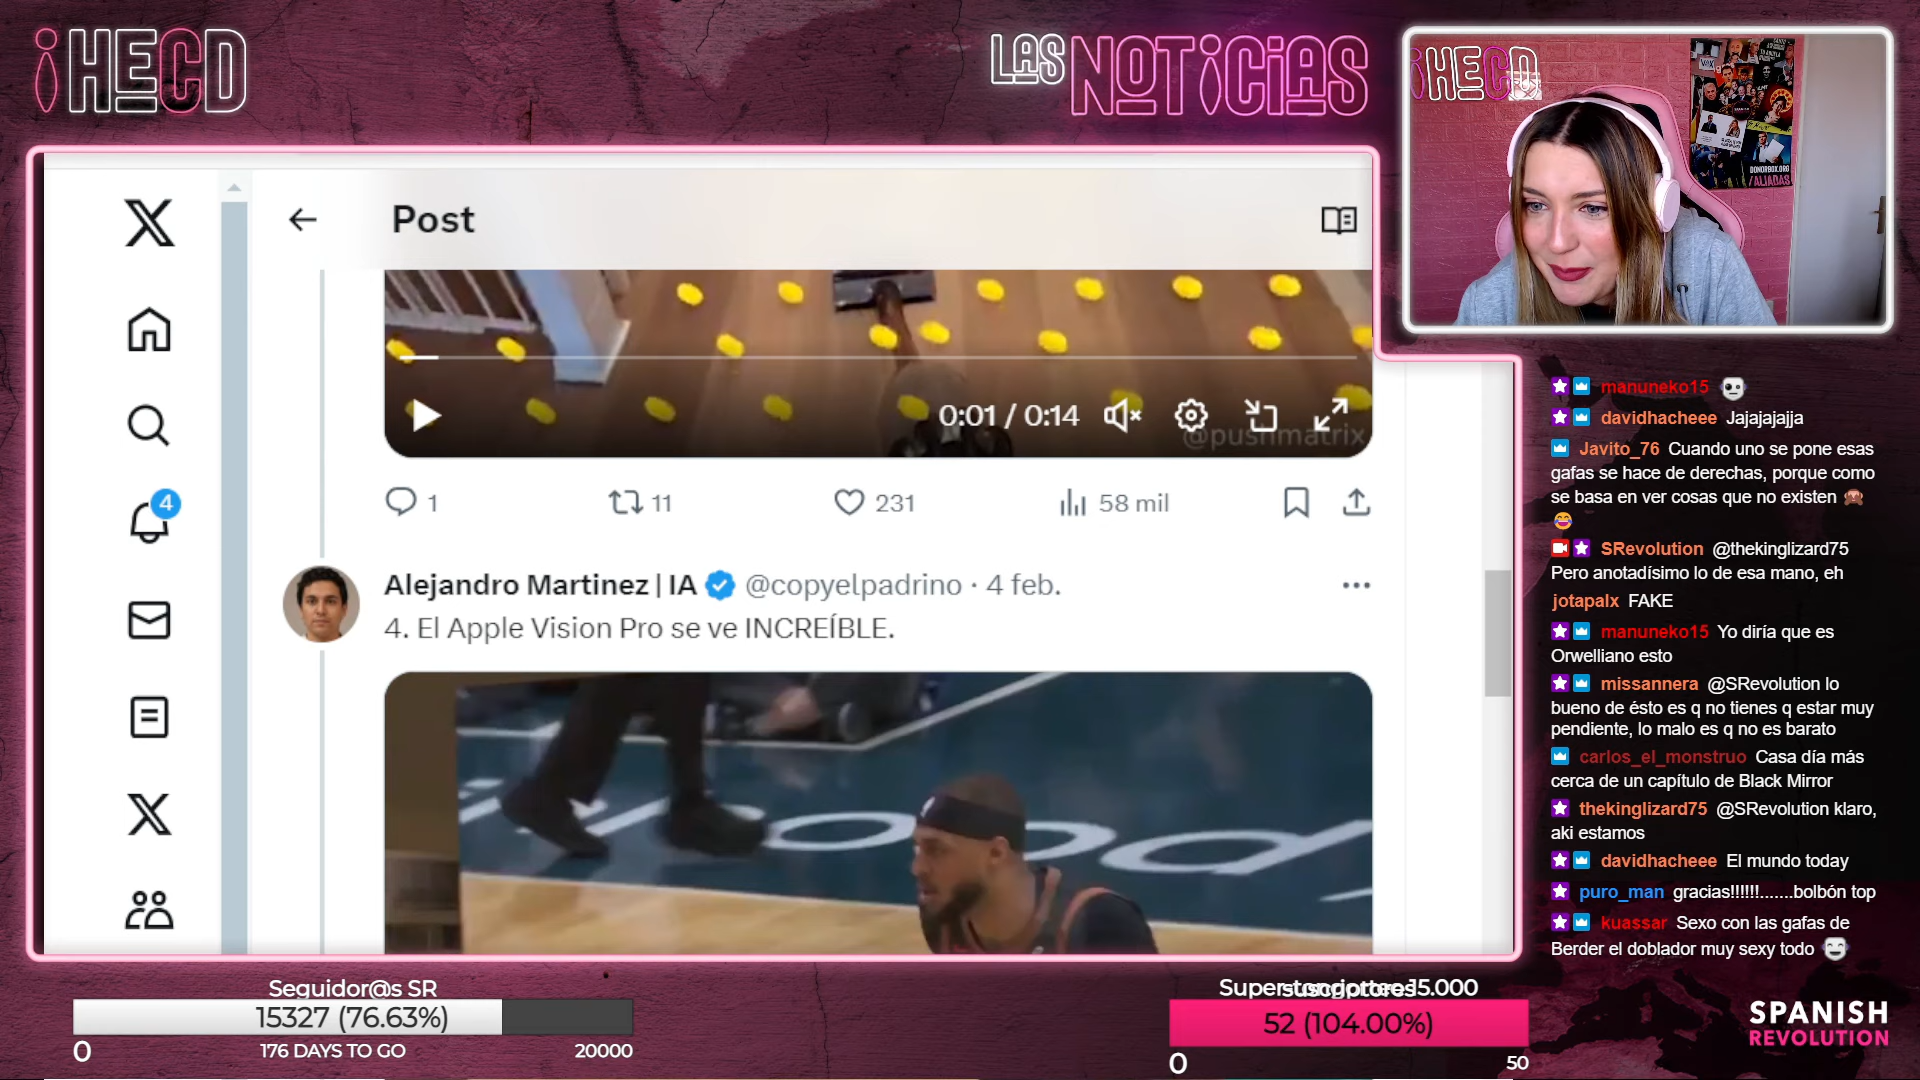 ¡HECD
LAS NOTICIAS
¡HECD
VOX
DONORBOX.ORG
/ALIADAS
Post
0:01 / 0:14
@pushmatrix
1
11
231
58 mil
4
Alejandro Martinez | IA @copyelpadrino · 4 feb.
4. El Apple Vision Pro se ve INCREÍBLE.
manuneko15
davidhacheee Jajajajajja
Javito_76 Cuando uno se pone esas
gafas se hace de derechas, porque como
se basa en ver cosas que no existen
SRevolution @thekinglizard75
Pero anotadísimo lo de esa mano, eh
jotapalx FAKE
manuneko15 Yo diría que es
Orwelliano esto
missannera @SRevolution lo
bueno de ésto es q no tienes q estar muy
pendiente, lo malo es q no es barato
carlos_el_monstruo Casa día más
cerca de un capítulo de Black Mirror
thekinglizard75 @SRevolution klaro,
aki estamos
davidhacheee El mundo today
puro_man gracias!!!!!!.......bolbón top
kuassar Sexo con las gafas de
Berder el doblador muy sexy todo
Seguidor@s SR
15327 (76.63%)
0
176 DAYS TO GO
20000
15.000
52 (104.00%)
0
50
SPANISH
REVOLUTION